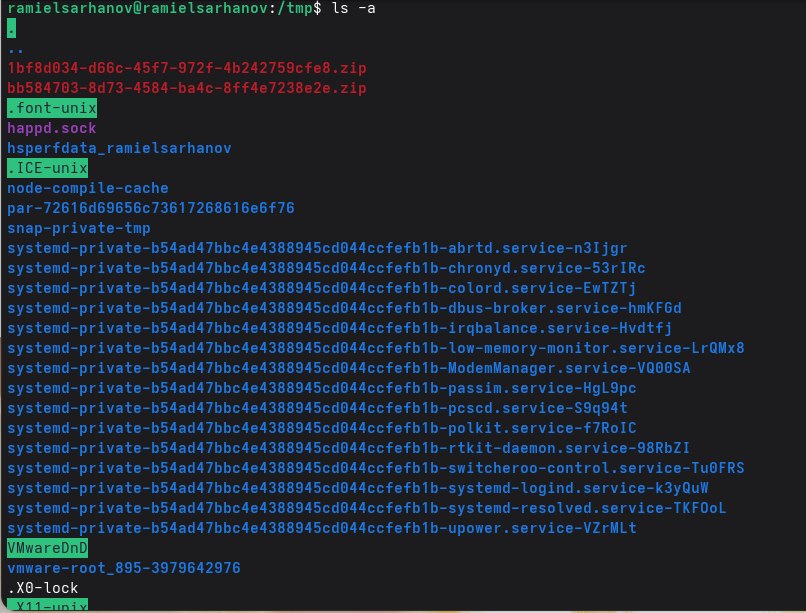 ramielsarhanov@ramielsarhanov:/tmp$ ls -a
.
..
1bf8d034-d66c-45f7-972f-4b242759cfe8.zip
bb584703-8d73-4584-ba4c-8ff4e7238e2e.zip
.font-unix
happd.sock
hsperfdata_ramielsarhanov
.ICE-unix
node-compile-cache
par-72616d69656c73617268616e6f76
snap-private-tmp
systemd-private-b54ad47bbc4e4388945cd044ccfefb1b-abrtd.service-n3Ijgr
systemd-private-b54ad47bbc4e4388945cd044ccfefb1b-chronyd.service-53rIRc
systemd-private-b54ad47bbc4e4388945cd044ccfefb1b-colord.service-EwTZTj
systemd-private-b54ad47bbc4e4388945cd044ccfefb1b-dbus-broker.service-hmKFGd
systemd-private-b54ad47bbc4e4388945cd044ccfefb1b-irqbalance.service-Hvdtfj
systemd-private-b54ad47bbc4e4388945cd044ccfefb1b-low-memory-monitor.service-LrQMx8
systemd-private-b54ad47bbc4e4388945cd044ccfefb1b-ModemManager.service-VQ00SA
systemd-private-b54ad47bbc4e4388945cd044ccfefb1b-passim.service-HgL9pc
systemd-private-b54ad47bbc4e4388945cd044ccfefb1b-pcscd.service-S9q94t
systemd-private-b54ad47bbc4e4388945cd044ccfefb1b-polkit.service-f7RoIC
systemd-private-b54ad47bbc4e4388945cd044ccfefb1b-rtkit-daemon.service-98RbZI
systemd-private-b54ad47bbc4e4388945cd044ccfefb1b-switcheroo-control.service-Tu0FRS
systemd-private-b54ad47bbc4e4388945cd044ccfefb1b-systemd-logind.service-k3yQuW
systemd-private-b54ad47bbc4e4388945cd044ccfefb1b-systemd-resolved.service-TKFOoL
systemd-private-b54ad47bbc4e4388945cd044ccfefb1b-upower.service-VZrMLt
VMwareDnD
vmware-root_895-3979642976
.X0-lock
.X11-unix